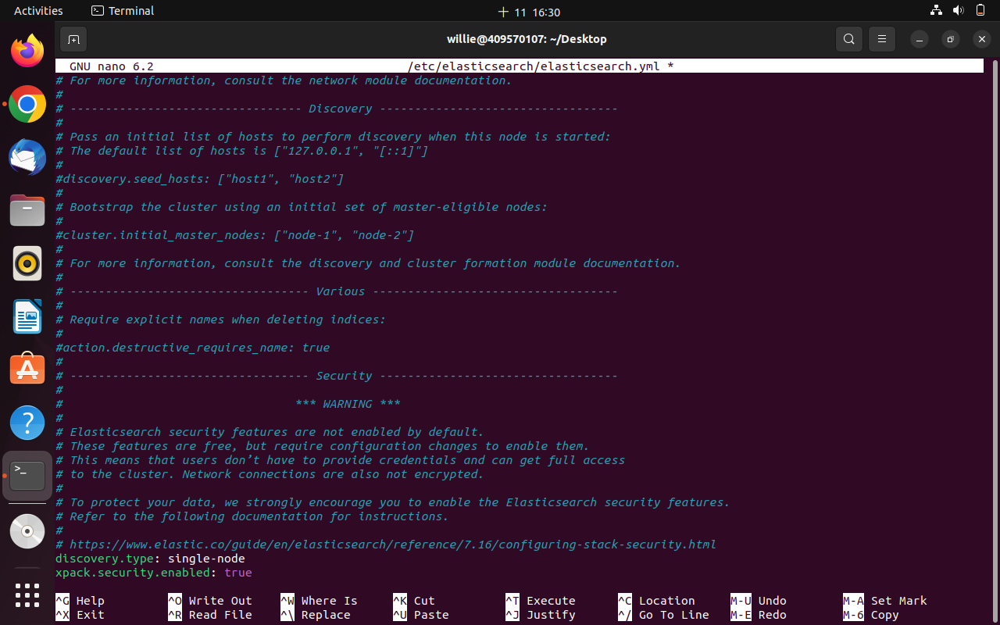 Activities
Terminal
11 16:30
willie@409570107: ~/Desktop
GNU nano 6.2 /etc/elasticsearch/elasticsearch.yml *
# For more information, consult the network module documentation.
#
# --------------------------------- Discovery ----------------------------------
#
# Pass an initial list of hosts to perform discovery when this node is started:
# The default list of hosts is ["127.0.0.1", "[::1]"]
#
#discovery.seed_hosts: ["host1", "host2"]
#
# Bootstrap the cluster using an initial set of master-eligible nodes:
#
#cluster.initial_master_nodes: ["node-1", "node-2"]
#
# For more information, consult the discovery and cluster formation module documentation.
#
# ---------------------------------- Various -----------------------------------
#
# Require explicit names when deleting indices:
#
#action.destructive_requires_name: true
#
# ---------------------------------- Security ----------------------------------
#
# *** WARNING ***
#
# Elasticsearch security features are not enabled by default.
# These features are free, but require configuration changes to enable them.
# This means that users don’t have to provide credentials and can get full access
# to the cluster. Network connections are also not encrypted.
#
# To protect your data, we strongly encourage you to enable the Elasticsearch security features.
# Refer to the following documentation for instructions.
#
# https://www.elastic.co/guide/en/elasticsearch/reference/7.16/configuring-stack-security.html
discovery.type: single-node
xpack.security.enabled: true
^G Help ^O Write Out ^W Where Is ^K Cut ^T Execute ^C Location M-U Undo M-A Set Mark
^X Exit ^R Read File ^\ Replace ^U Paste ^J Justify ^/ Go To Line M-E Redo M-6 Copy